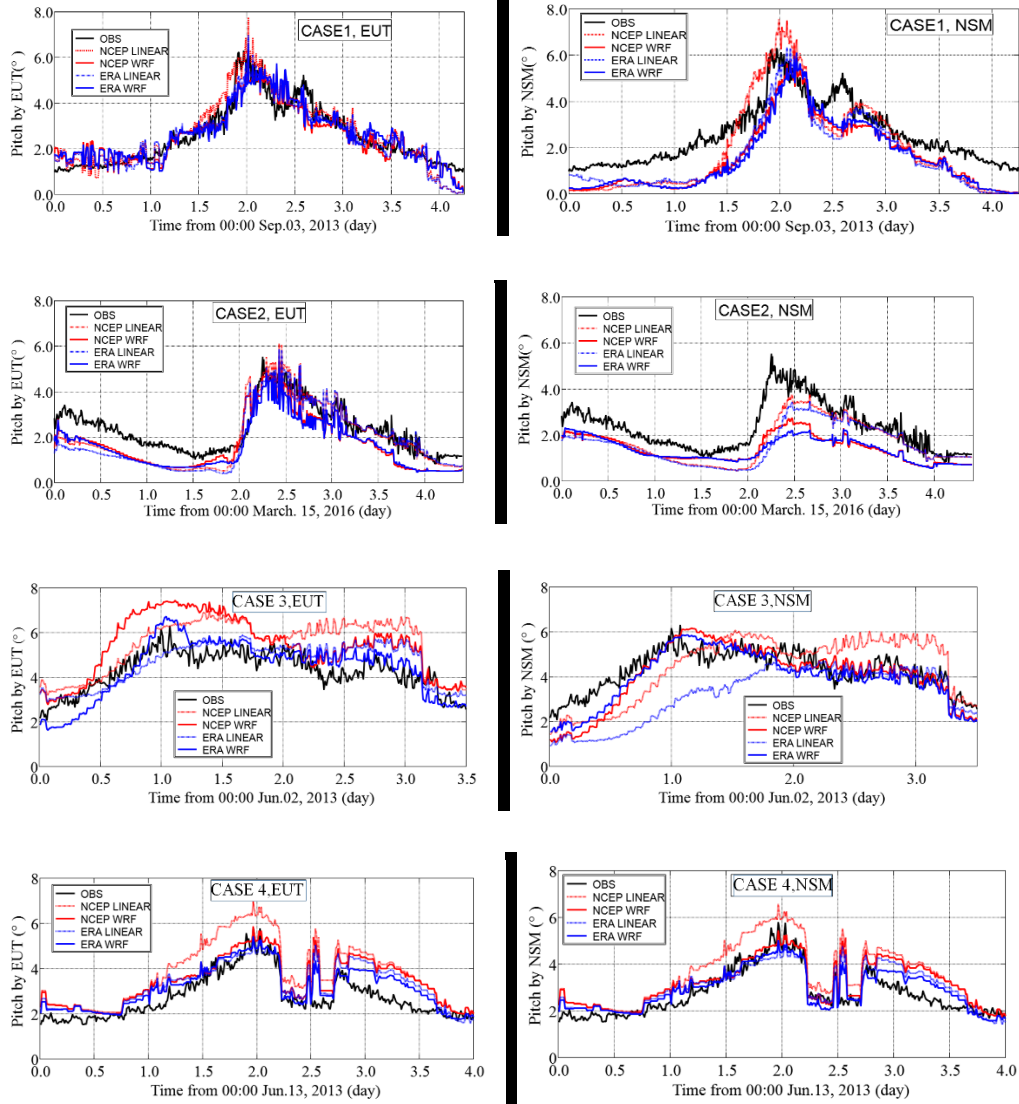 CASE1, EUT
OBS
NCEP LINEAR
NCEP WRF
ERA LINEAR
ERA WRF
Pitch by EUT(°)
8.0
6.0
4.0
2.0
0.0
0.0 0.5 1.0 1.5 2.0 2.5 3.0 3.5 4.0
Time from 00:00 Sep.03, 2013 (day)
CASE1, NSM
OBS
NCEP LINEAR
NCEP WRF
ERA LINEAR
ERA WRF
Pitch by NSM(°)
8.0
6.0
4.0
2.0
0.0
0.0 0.5 1.0 1.5 2.0 2.5 3.0 3.5 4.0
Time from 00:00 Sep.03, 2013 (day)
CASE2, EUT
OBS
NCEP LINEAR
NCEP WRF
ERA LINEAR
ERA WRF
Pitch by EUT(° )
8.0
6.0
4.0
2.0
0.0
0.0 0.5 1.0 1.5 2.0 2.5 3.0 3.5 4.0
Time from 00:00 March. 15, 2016 (day)
CASE2, NSM
OBS
NCEP LINEAR
NCEP WRF
ERA LINEAR
ERA WRF
Pitch by NSM(° )
8.0
6.0
4.0
2.0
0.0
0.0 0.5 1.0 1.5 2.0 2.5 3.0 3.5 4.0
Time from 00:00 March. 15, 2016 (day)
CASE 3,EUT
OBS
NCEP LINEAR
NCEP WRF
ERA LINEAR
ERA WRF
Pitch by EUT (° )
8
6
4
2
0
0.0 0.5 1.0 1.5 2.0 2.5 3.0 3.5
Time from 00:00 Jun.02, 2013 (day)
CASE 3,NSM
OBS
NCEP LINEAR
NCEP WRF
ERA LINEAR
ERA WRF
Pitch by NSM (° )
8
6
4
2
0
0.0 1.0 2.0 3.0
Time from 00:00 Jun.02, 2013 (day)
CASE 4,EUT
OBS
NCEP LINEAR
NCEP WRF
ERA LINEAR
ERA WRF
Pitch by EUT (° )
8
6
4
2
0
0.0 0.5 1.0 1.5 2.0 2.5 3.0 3.5 4.0
Time from 00:00 Jun.13, 2013 (day)
CASE 4,NSM
OBS
NCEP LINEAR
NCEP WRF
ERA LINEAR
ERA WRF
Pitch by NSM (° )
8
6
4
2
0
0.0 0.5 1.0 1.5 2.0 2.5 3.0 3.5 4.0
Time from 00:00 Jun.13, 2013 (day)